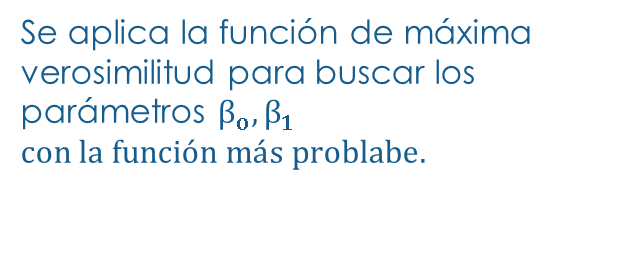 Se aplica la función de máxima
verosimilitud para buscar los
parámetros β₀, β₁
con la función más problabe.